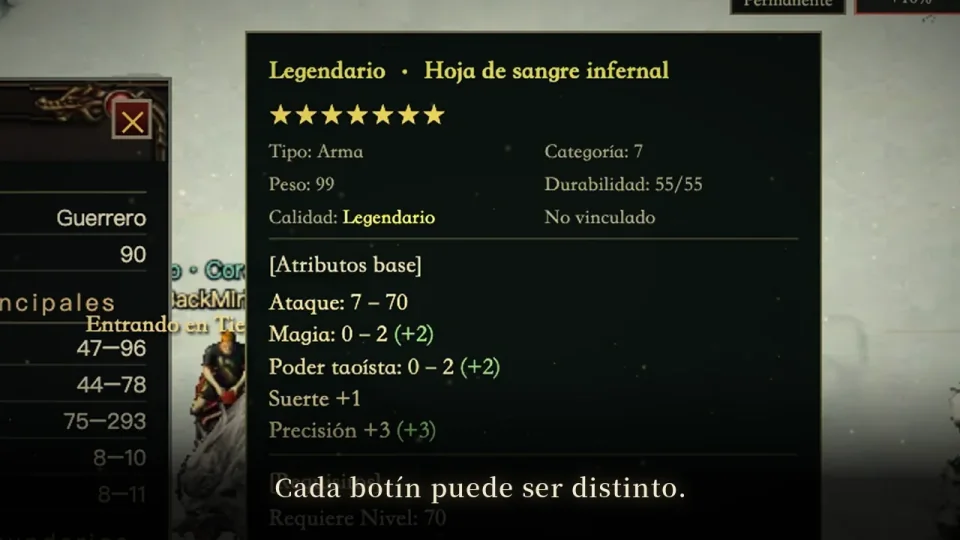 Permanente
+10%
Legendario · Hoja de sangre infernal
★★★★★★★
Tipo: Arma
Categoría: 7
Peso: 99
Durabilidad: 55/55
Calidad: Legendario
No vinculado
[Atributos base]
Ataque: 7 – 70
Magia: 0 – 2 (+2)
Poder taoísta: 0 – 2 (+2)
Suerte +1
Precisión +3 (+3)
[Requisitos]
Requiere Nivel: 70
Guerrero
90
ncipales
Entrando en Tie
47—96
44—78
75—293
8—10
8—11
Cada botín puede ser distinto.